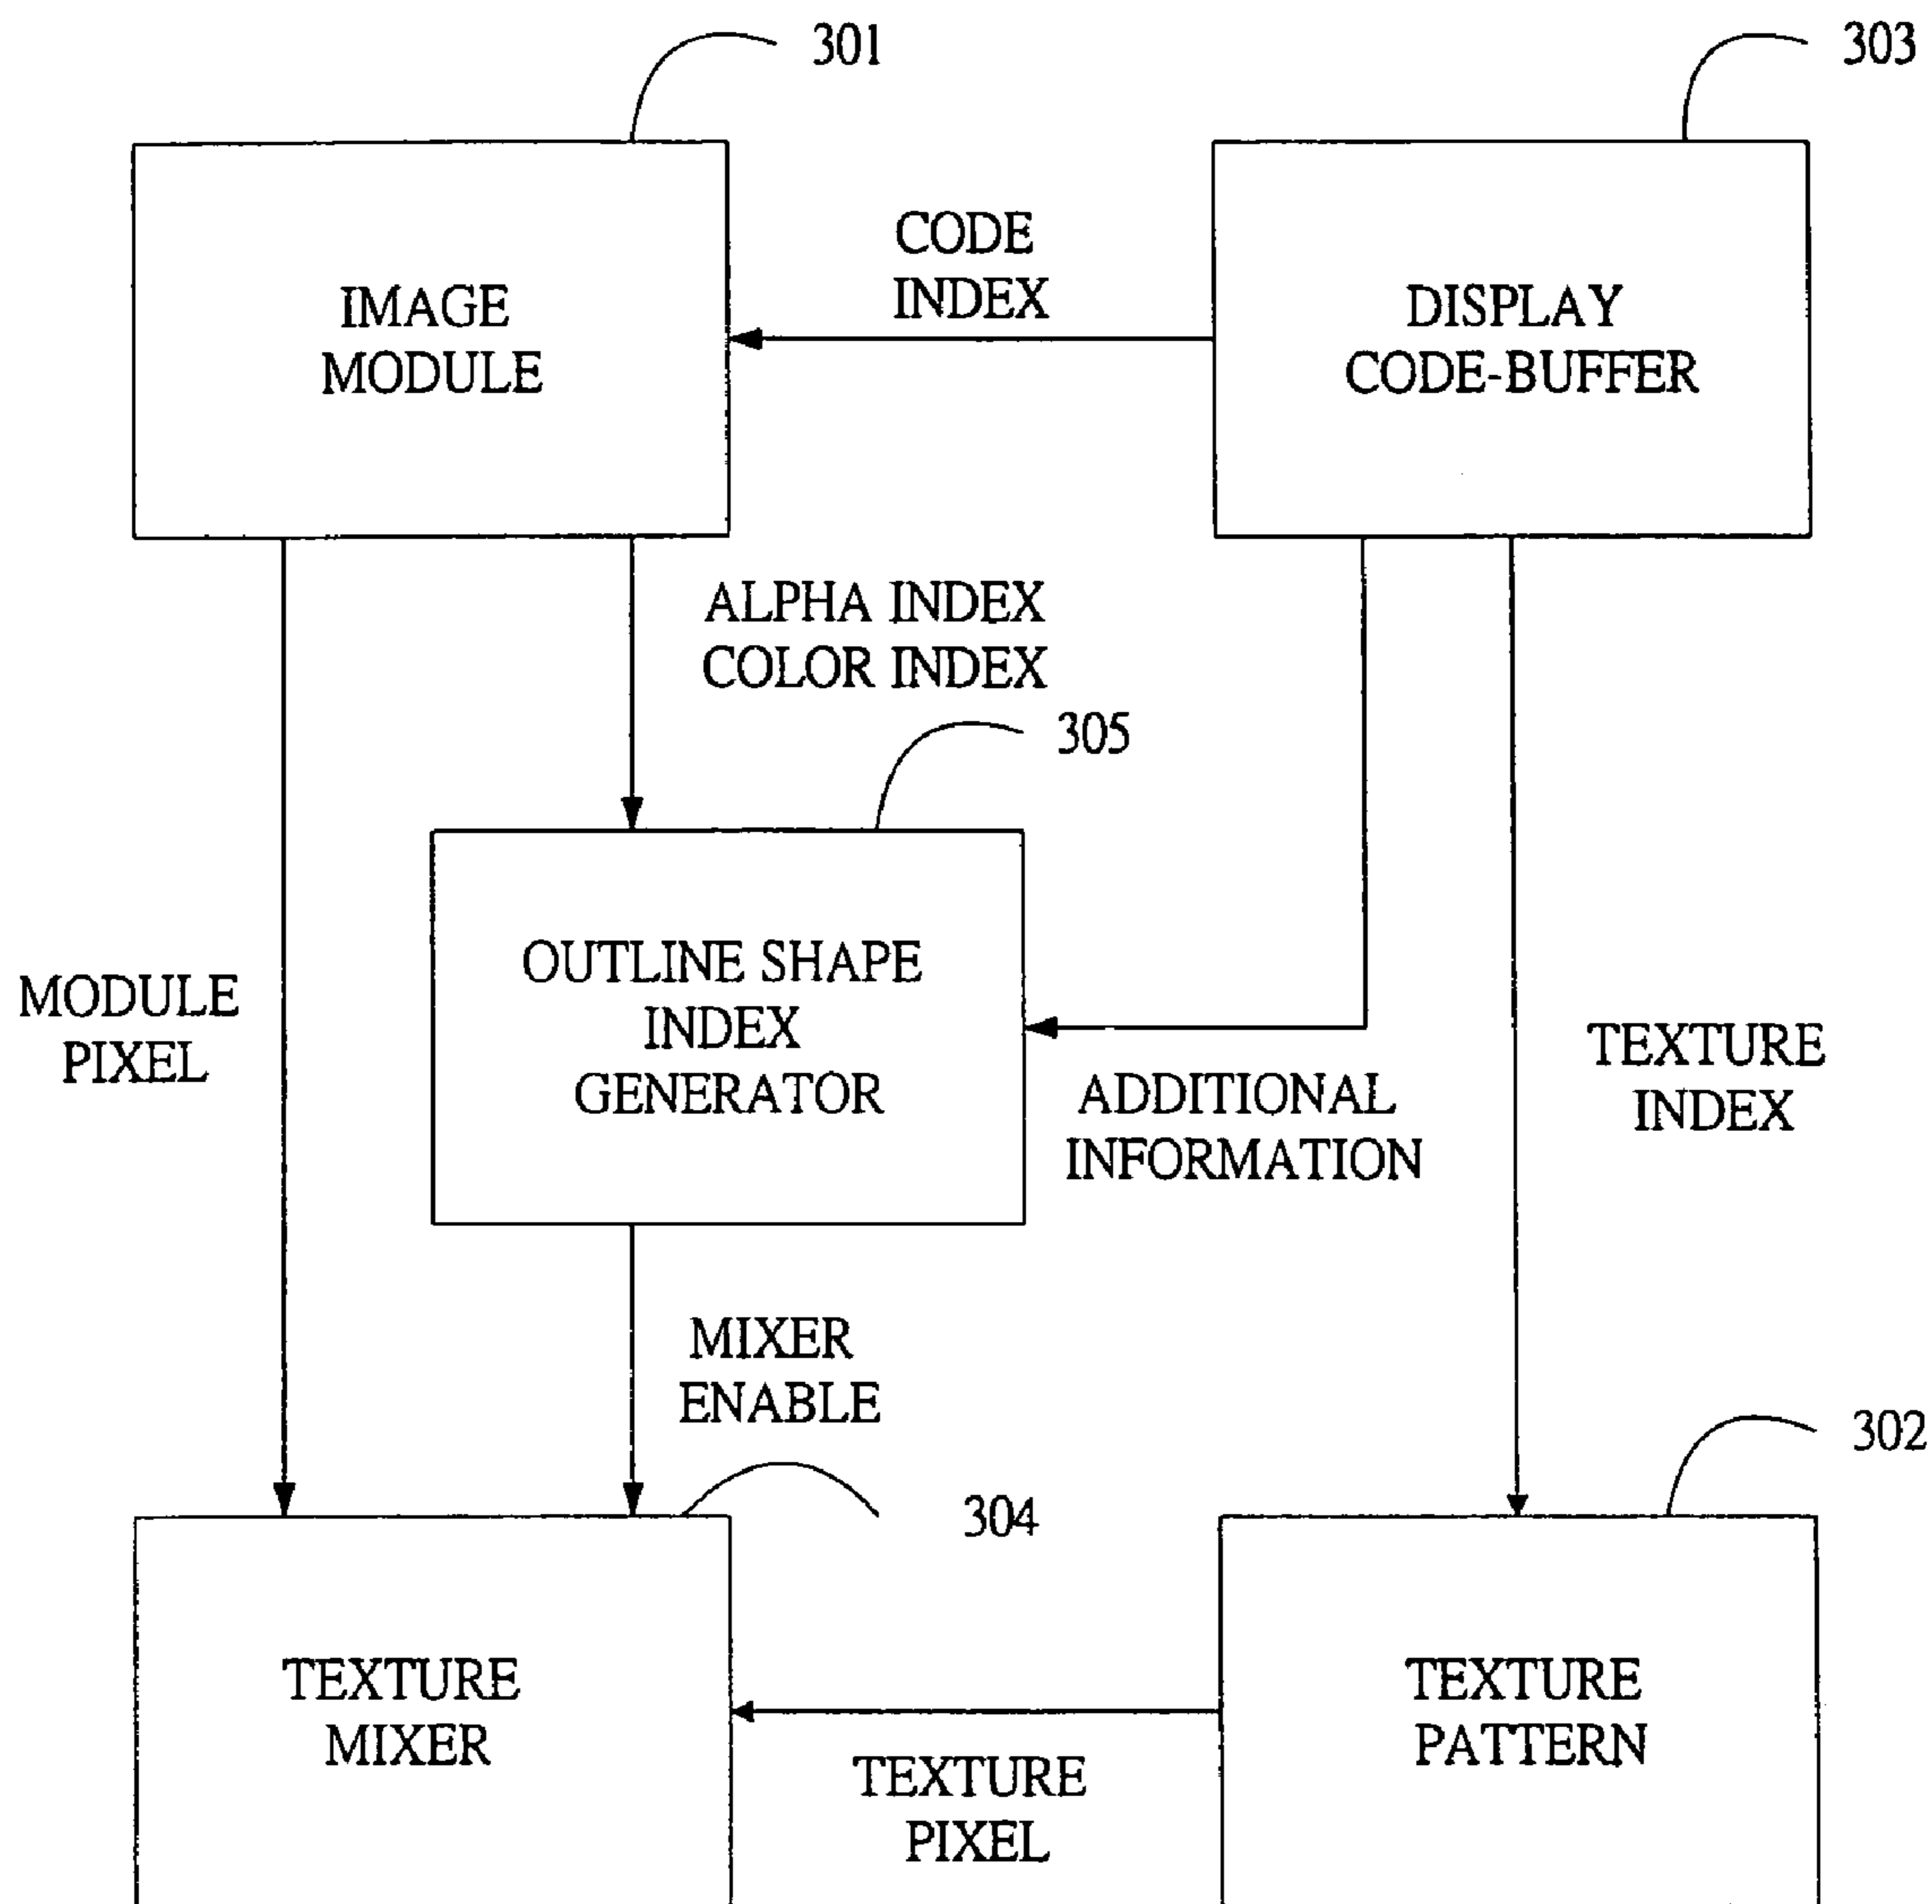 301
303
IMAGE
MODULE
CODE
INDEX
DISPLAY
CODE-BUFFER
ALPHA INDEX
COLOR INDEX
305
OUTLINE SHAPE
INDEX
GENERATOR
MODULE
PIXEL
ADDITIONAL
INFORMATION
TEXTURE
INDEX
MIXER
ENABLE
304
302
TEXTURE
MIXER
TEXTURE
PIXEL
TEXTURE
PATTERN